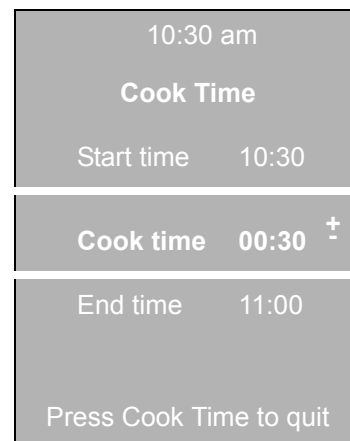 10:30 am
Cook Time
Start time 10:30
Cook time 00:30 +
-
End time 11:00
Press Cook Time to quit